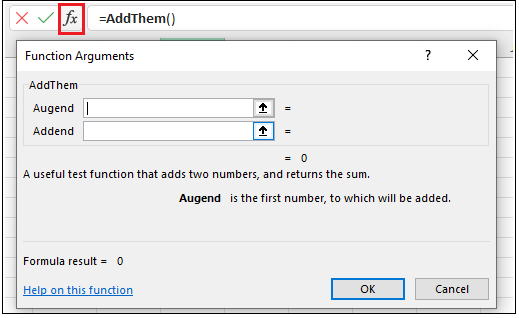 fx =AddThem()
Function Arguments ? ×
AddThem
Augend =
Addend =
= 0
A useful test function that adds two numbers, and returns the sum.
Augend is the first number, to which will be added.
Formula result = 0
Help on this function OK Cancel